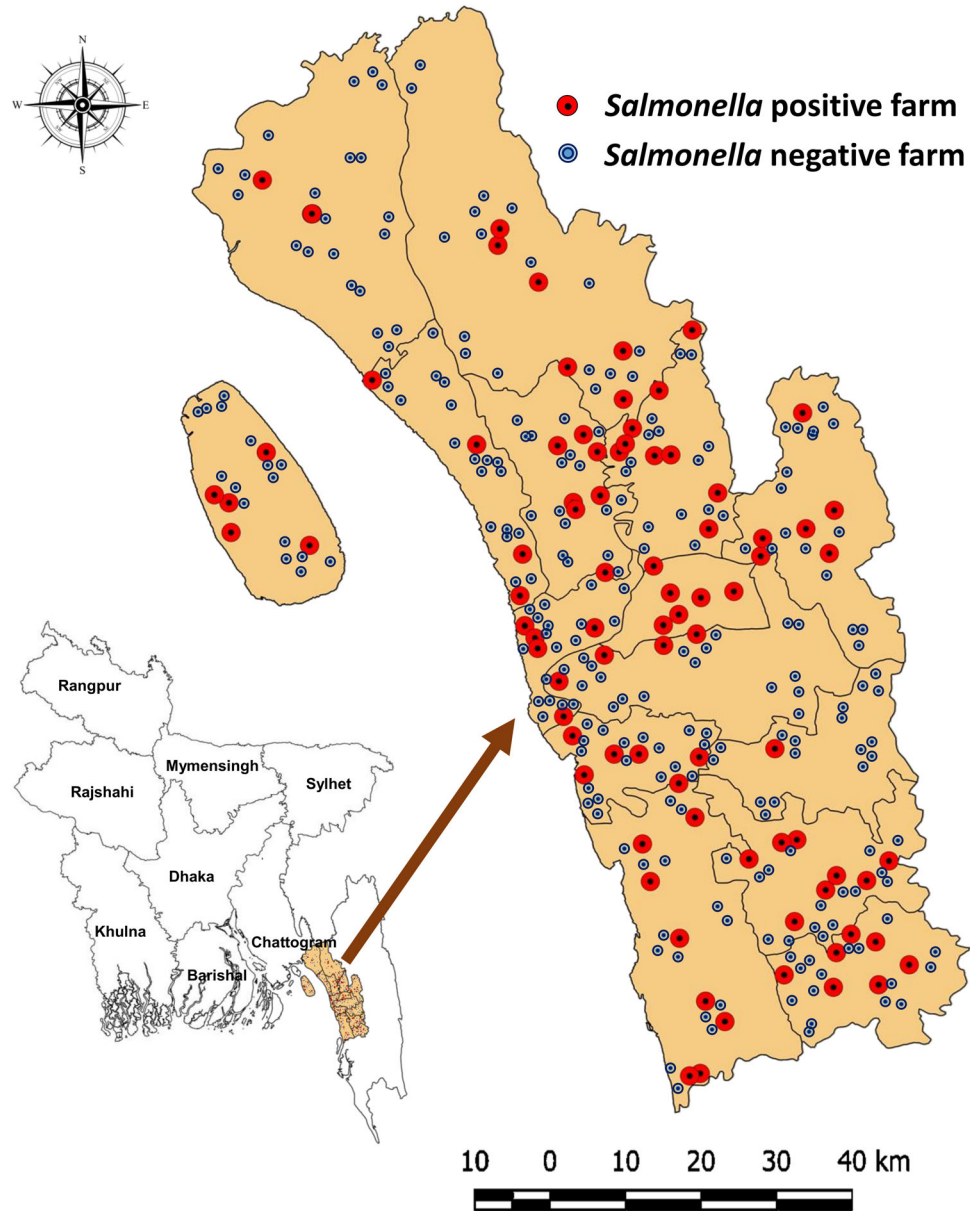 N
W
E
S
Salmonella positive farm
Salmonella negative farm
Rangpur
Mymensingh
Sylhet
Rajshahi
Dhaka
Khulna
Chattogram
Barishal
10 0 10 20 30 40 km